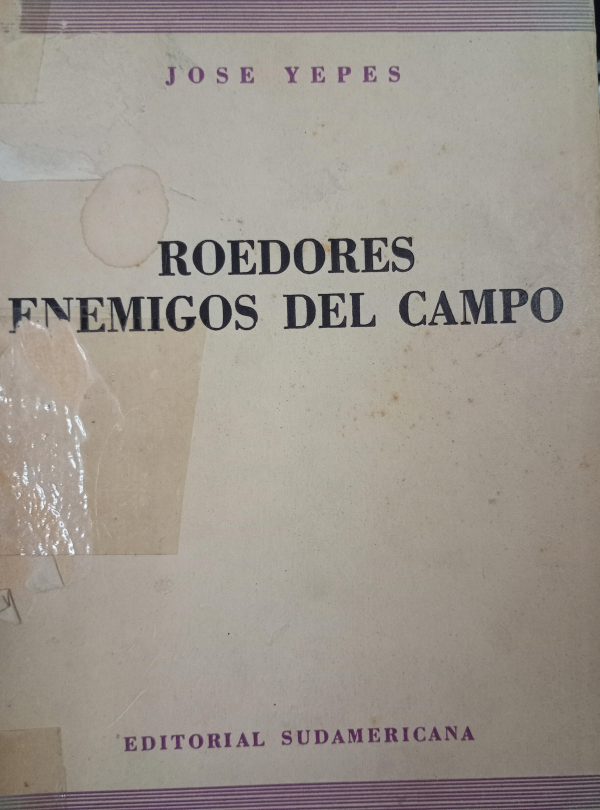 JOSE YEPES
ROEDORES
ENEMIGOS DEL CAMPO
EDITORIAL SUDAMERICANA